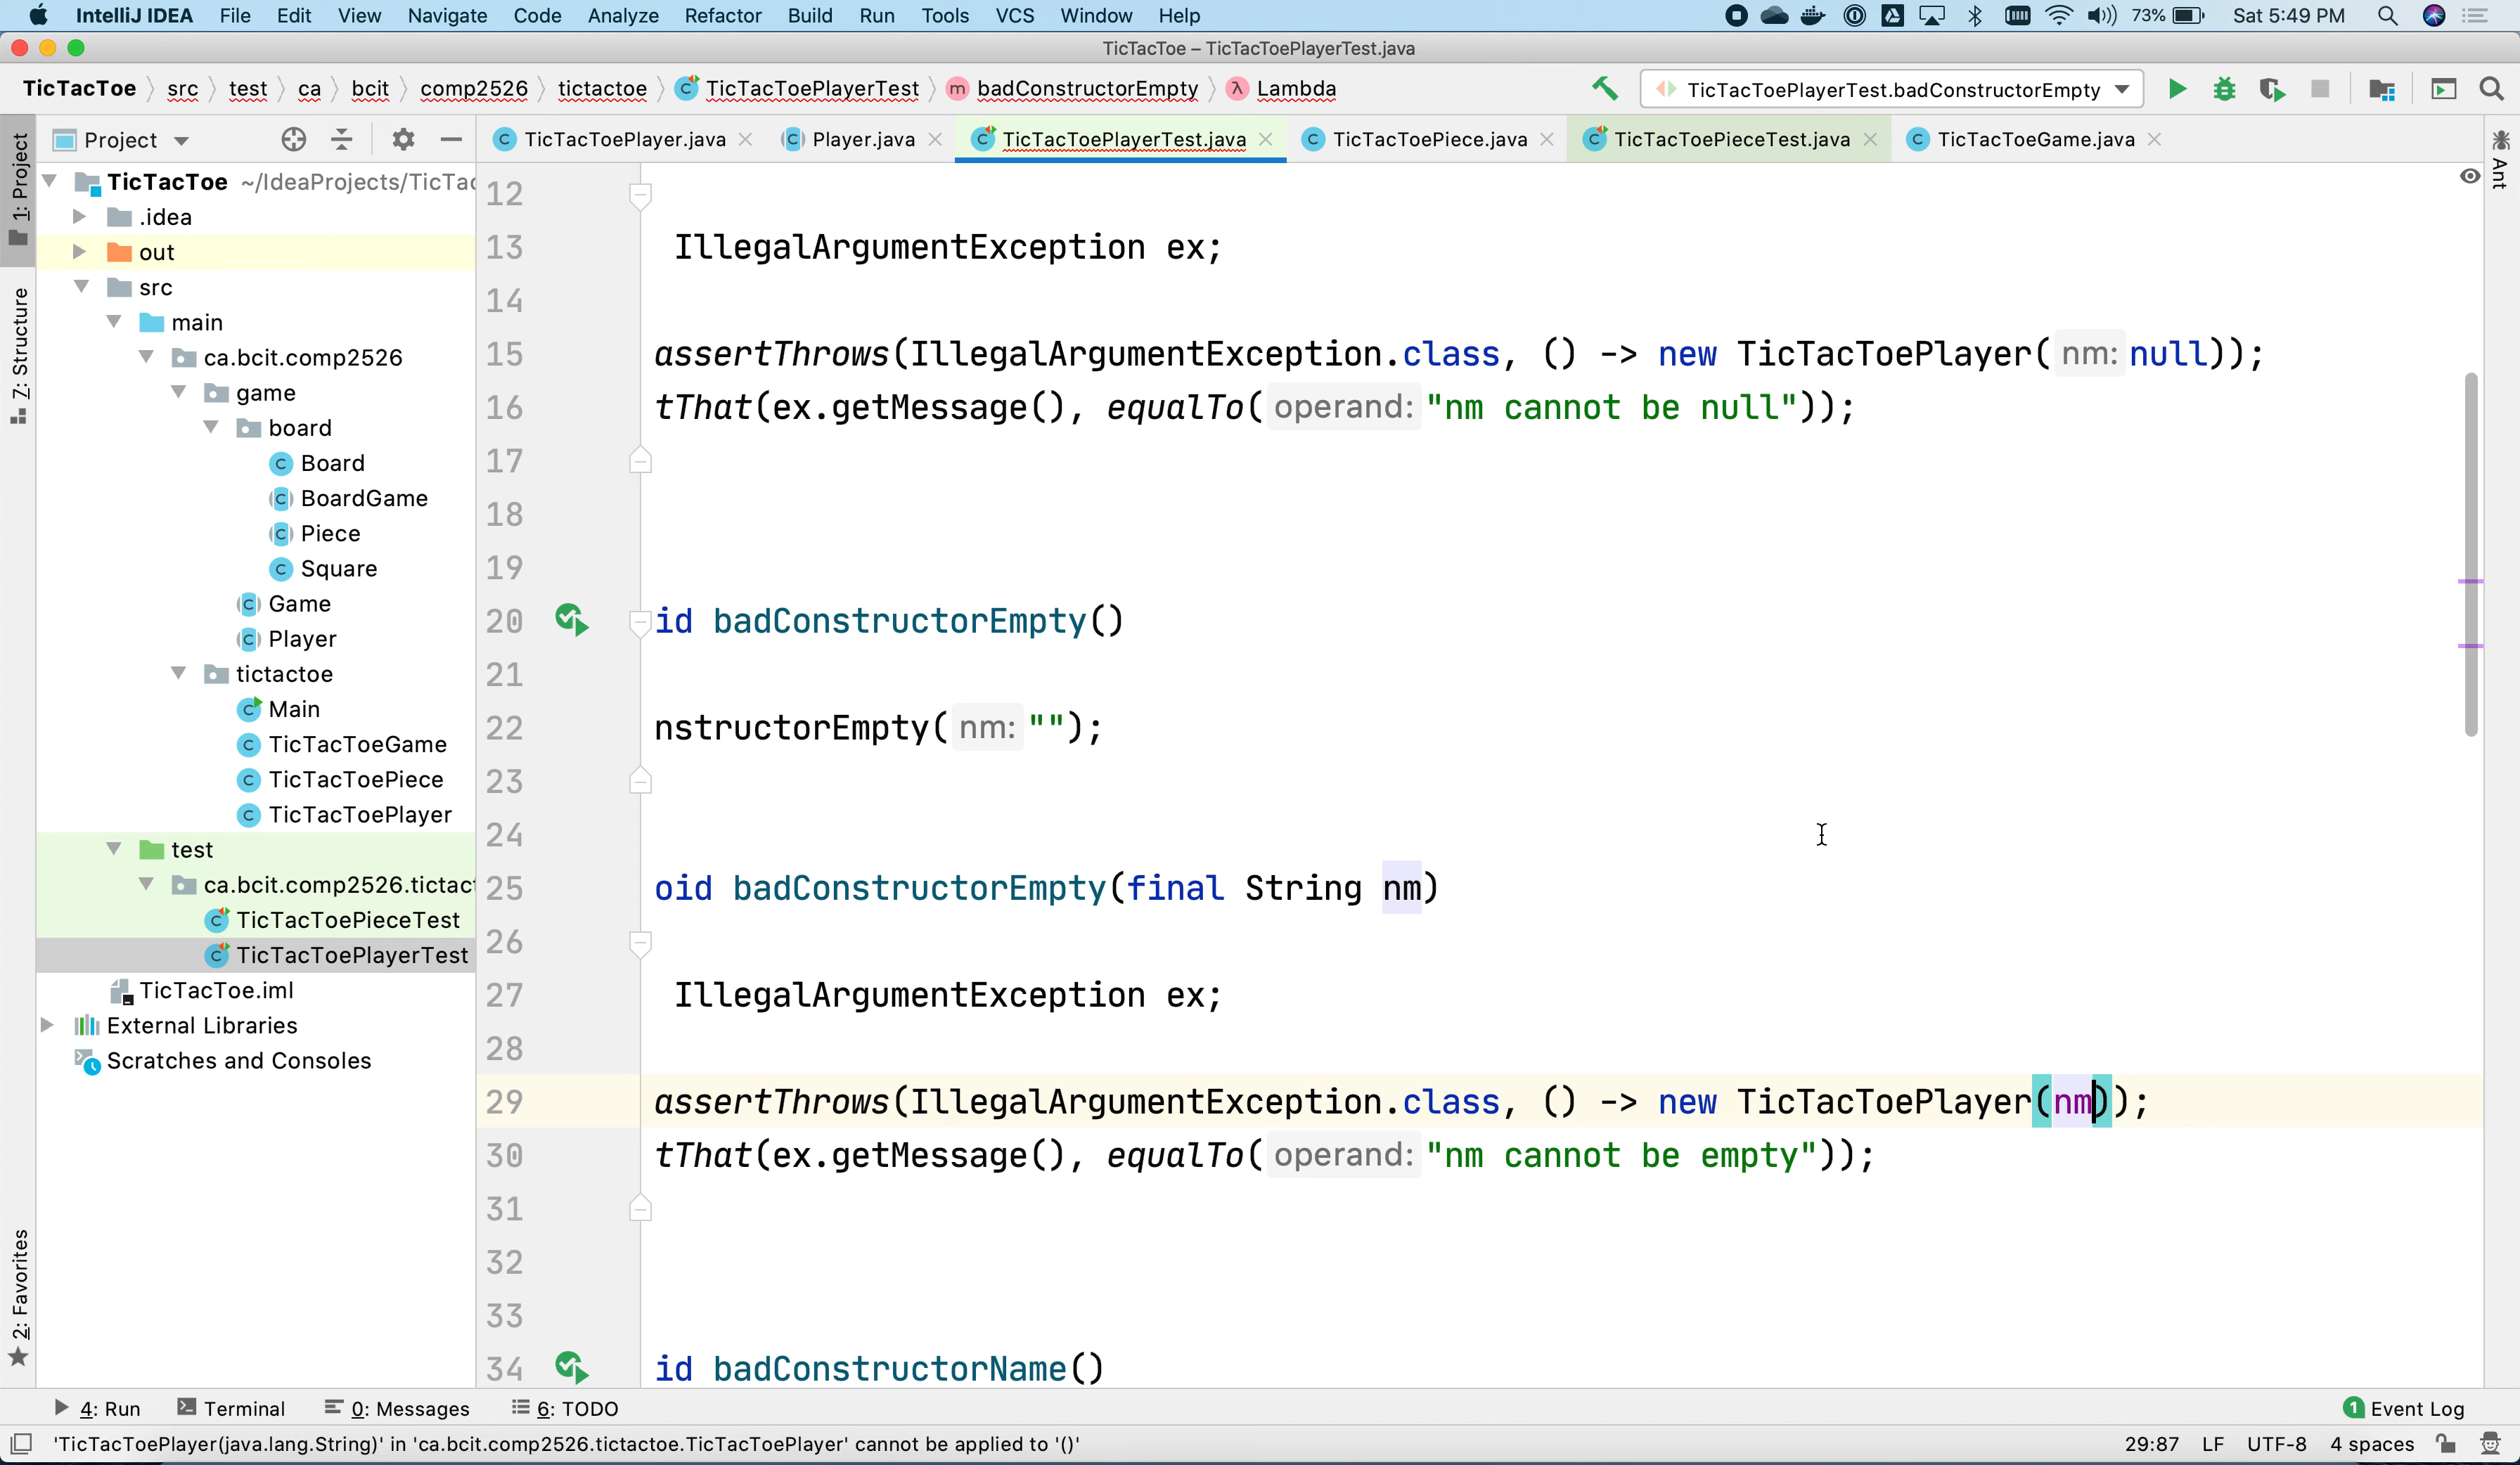 IntelliJ IDEA File Edit View Navigate Code Analyze Refactor Build Run Tools VCS Window Help 73% Sat 5:49 PM
TicTacToe – TicTacToePlayerTest.java
TicTacToe src test ca bcit comp2526 tictactoe TicTacToePlayerTest badConstructorEmpty Lambda TicTacToePlayerTest.badConstructorEmpty
Project TicTacToePlayer.java Player.java TicTacToePlayerTest.java TicTacToePiece.java TicTacToePieceTest.java TicTacToeGame.java
1: Project
7: Structure
2: Favorites
Ant
TicTacToe ~/IdeaProjects/TicTac
.idea
out
src
main
ca.bcit.comp2526
game
board
Board
BoardGame
Piece
Square
Game
Player
tictactoe
Main
TicTacToeGame
TicTacToePiece
TicTacToePlayer
test
ca.bcit.comp2526.tictact
TicTacToePieceTest
TicTacToePlayerTest
TicTacToe.iml
External Libraries
Scratches and Consoles
12
13 IllegalArgumentException ex;
14
15 assertThrows(IllegalArgumentException.class, () -> new TicTacToePlayer( nm: null));
16 tThat(ex.getMessage(), equalTo( operand: "nm cannot be null"));
17
18
19
20 id badConstructorEmpty()
21
22 nstructorEmpty( nm: "");
23
24
25 oid badConstructorEmpty(final String nm)
26
27 IllegalArgumentException ex;
28
29 assertThrows(IllegalArgumentException.class, () -> new TicTacToePlayer(nm));
30 tThat(ex.getMessage(), equalTo( operand: "nm cannot be empty"));
31
32
33
34 id badConstructorName()
4: Run Terminal 0: Messages 6: TODO 1 Event Log
'TicTacToePlayer(java.lang.String)' in 'ca.bcit.comp2526.tictactoe.TicTacToePlayer' cannot be applied to '()' 29:87 LF UTF-8 4 spaces